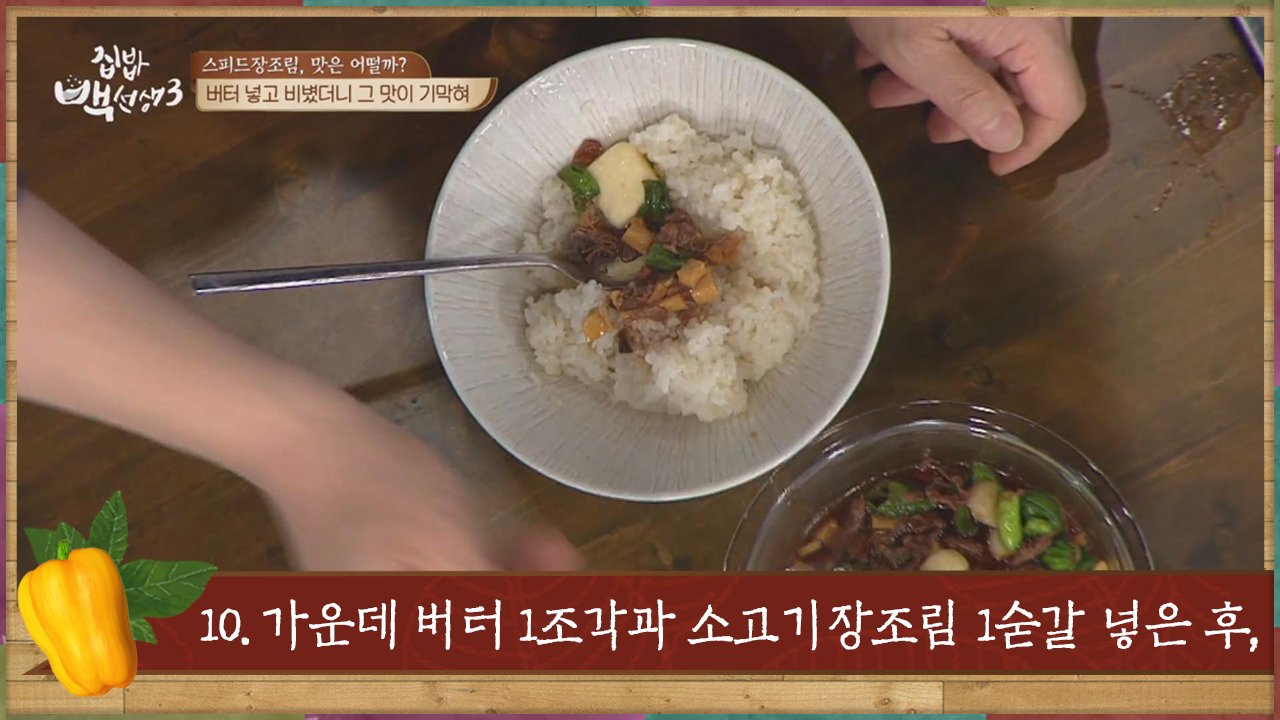 집밥
백선생3
스피드장조림, 맛은 어떨까?
버터 넣고 비볐더니 그 맛이 기막혀
10. 가운데 버터 1조각과 소고기장조림 1숟갈 넣은 후,